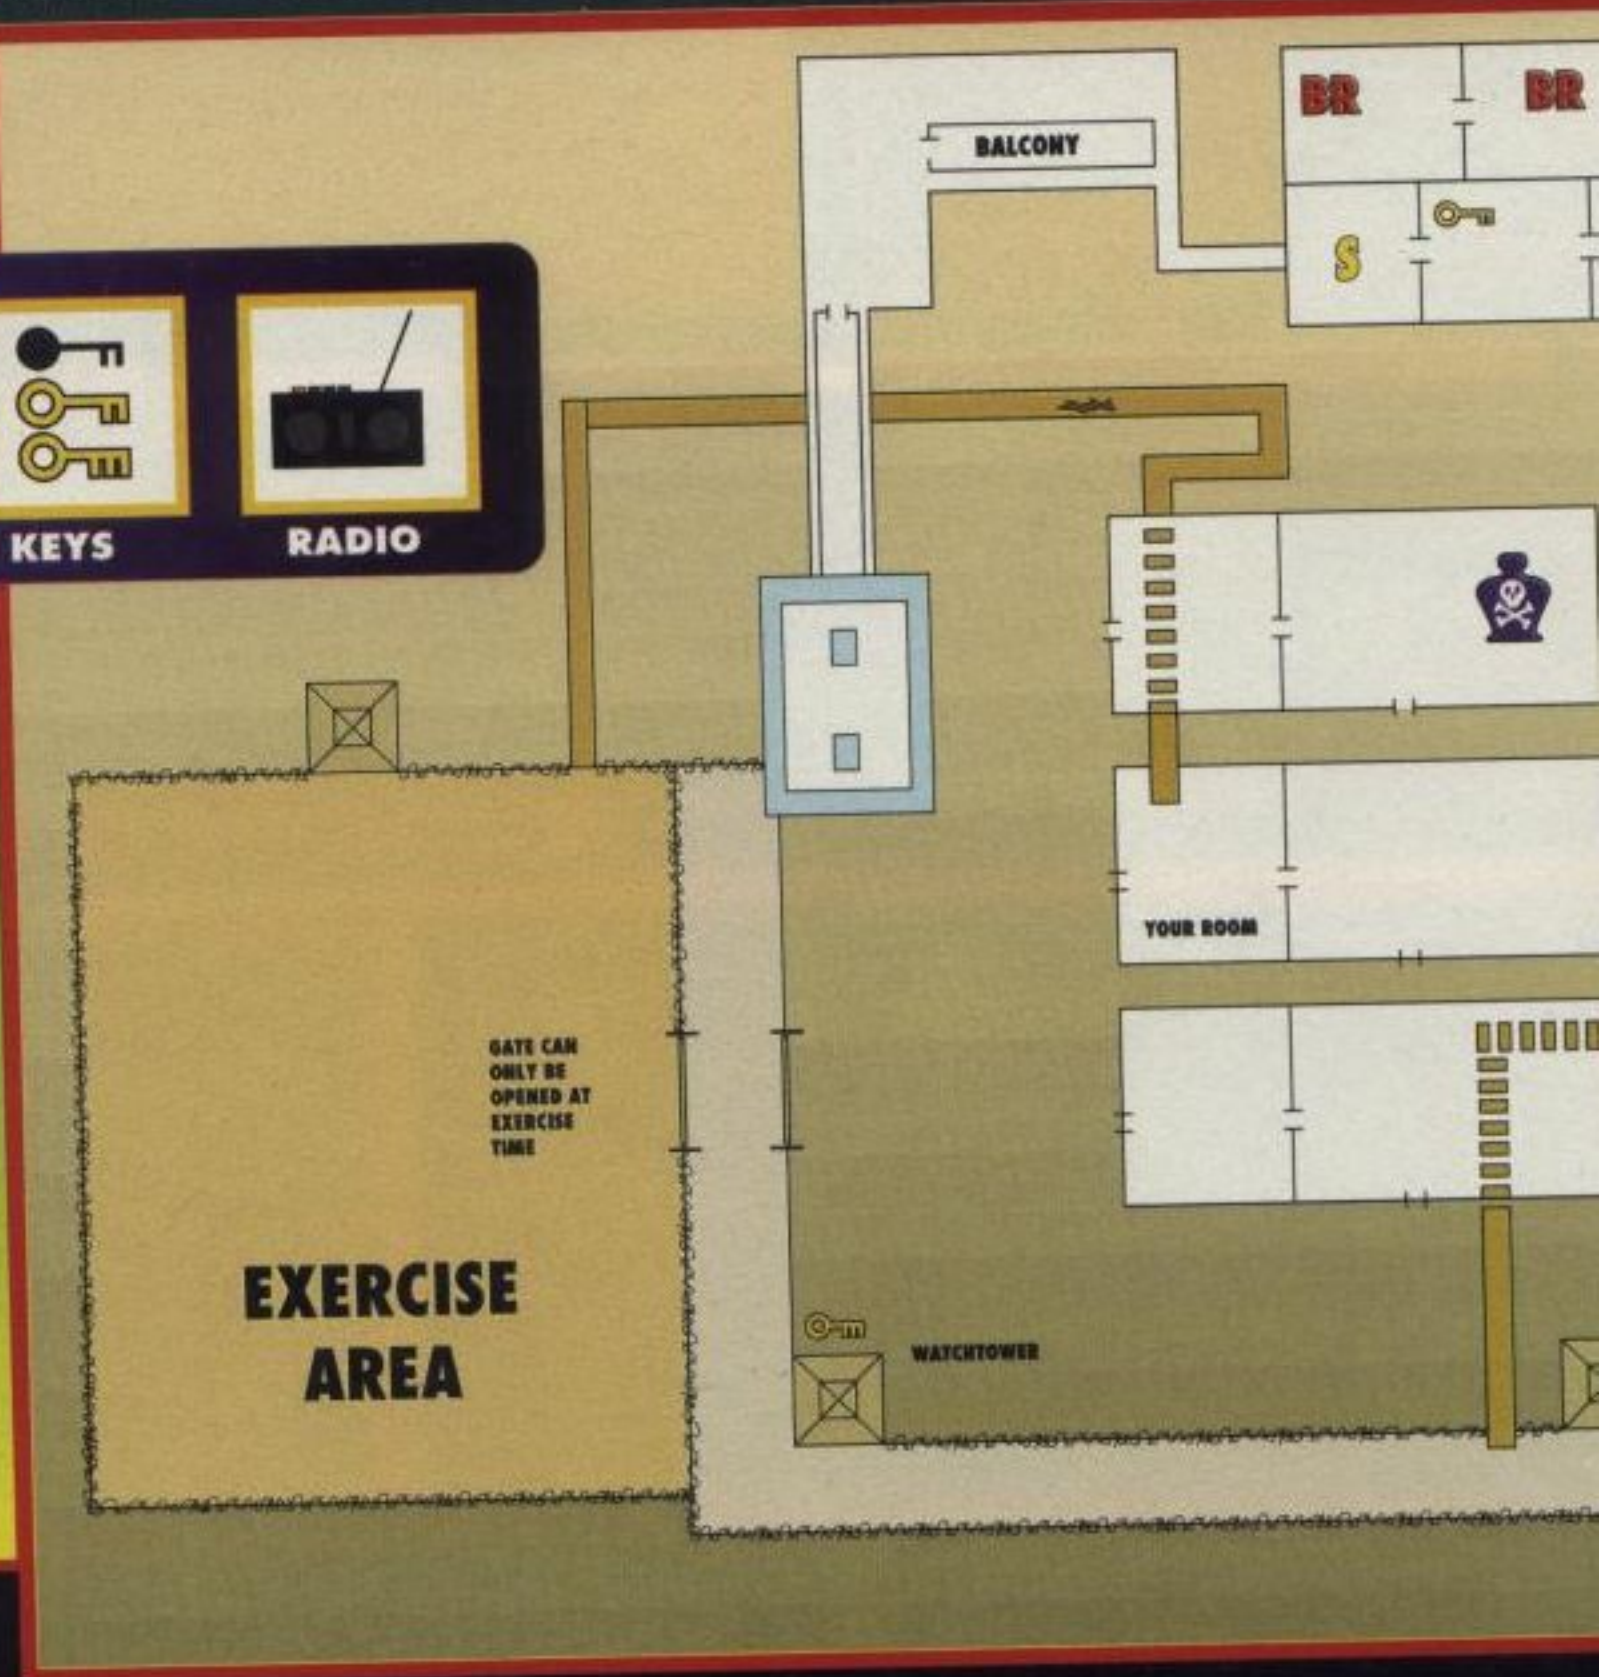 BR
BR
BALCONY
S
KEYS
RADIO
YOUR ROOM
GATE CAN
ONLY BE
OPENED AT
EXERCISE
TIME
EXERCISE
AREA
WATCHTOWER